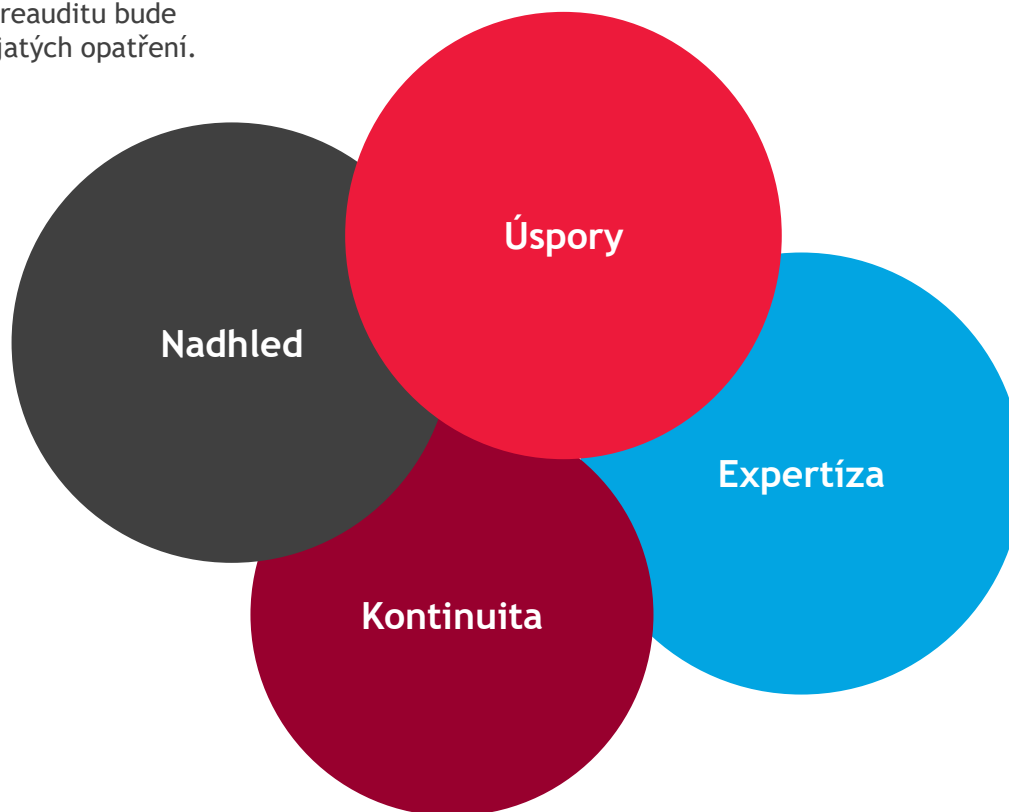 reauditu bude
jatých opatření.
Úspory
Nadhled
Expertíza
Kontinuita